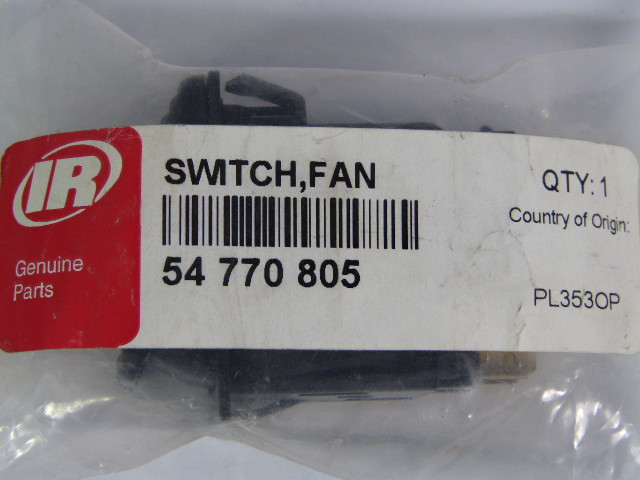 IR
Genuine
Parts
SWITCH,FAN
54 770 805
QTY: 1
Country of Origin:
PL353OP